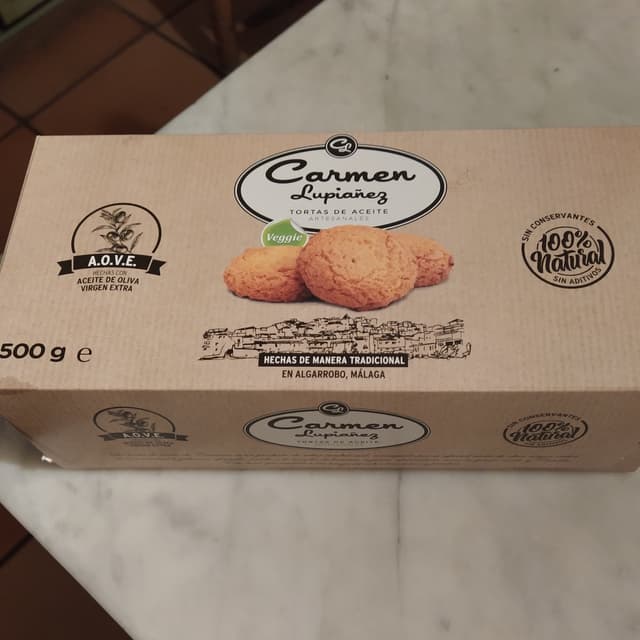 CL
Carmen
Lupiañez
TORTAS DE ACEITE
ARTESANALES
Veggie
A.O.V.E.
HECHAS CON
ACEITE DE OLIVA
VIRGEN EXTRA
SIN CONSERVANTES
100%
Natural
SIN ADITIVOS
500 g e
HECHAS DE MANERA TRADICIONAL
EN ALGARROBO, MÁLAGA
A.O.V.E.
Carmen
Lupiañez
TORTAS DE ACEITE
SIN CONSERVANTES
100%
Natural